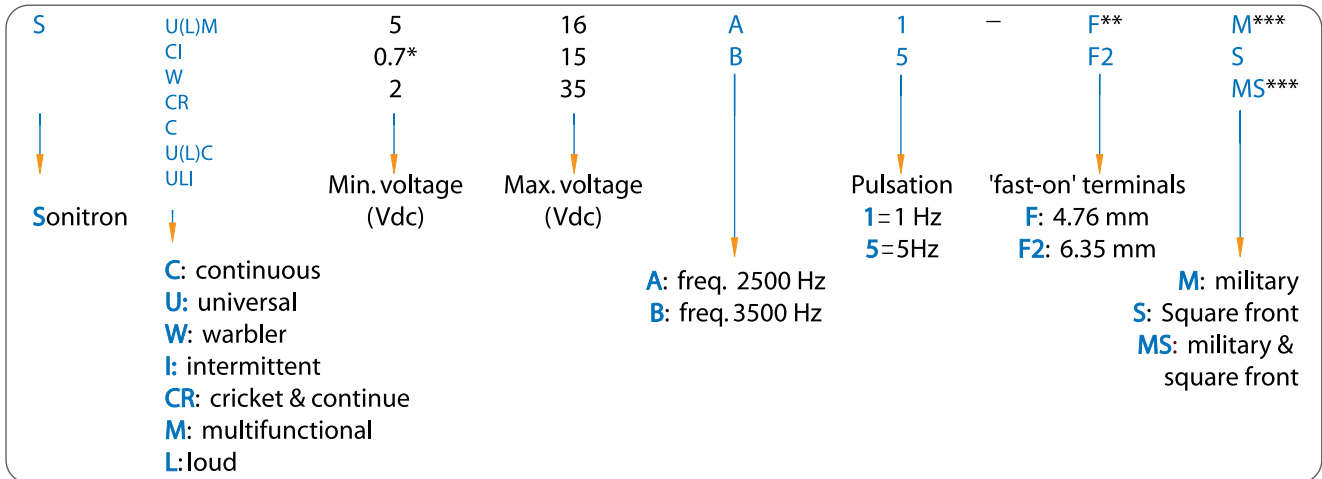 S U(L)M 5 16 A 1 – F** M***
CI 0.7* 15 B 5 F2 S
W 2 35 MS***
CR
C
U(L)C
ULI
Min. voltage Max. voltage Pulsation 'fast-on' terminals
(Vdc) (Vdc) 1=1 Hz F: 4.76 mm
Sonitron 5=5Hz F2: 6.35 mm
C: continuous
U: universal
W: warbler
I: intermittent
CR: cricket & continue
M: multifunctional
L:loud
A: freq. 2500 Hz
B: freq. 3500 Hz
M: military
S: Square front
MS: military &
square front